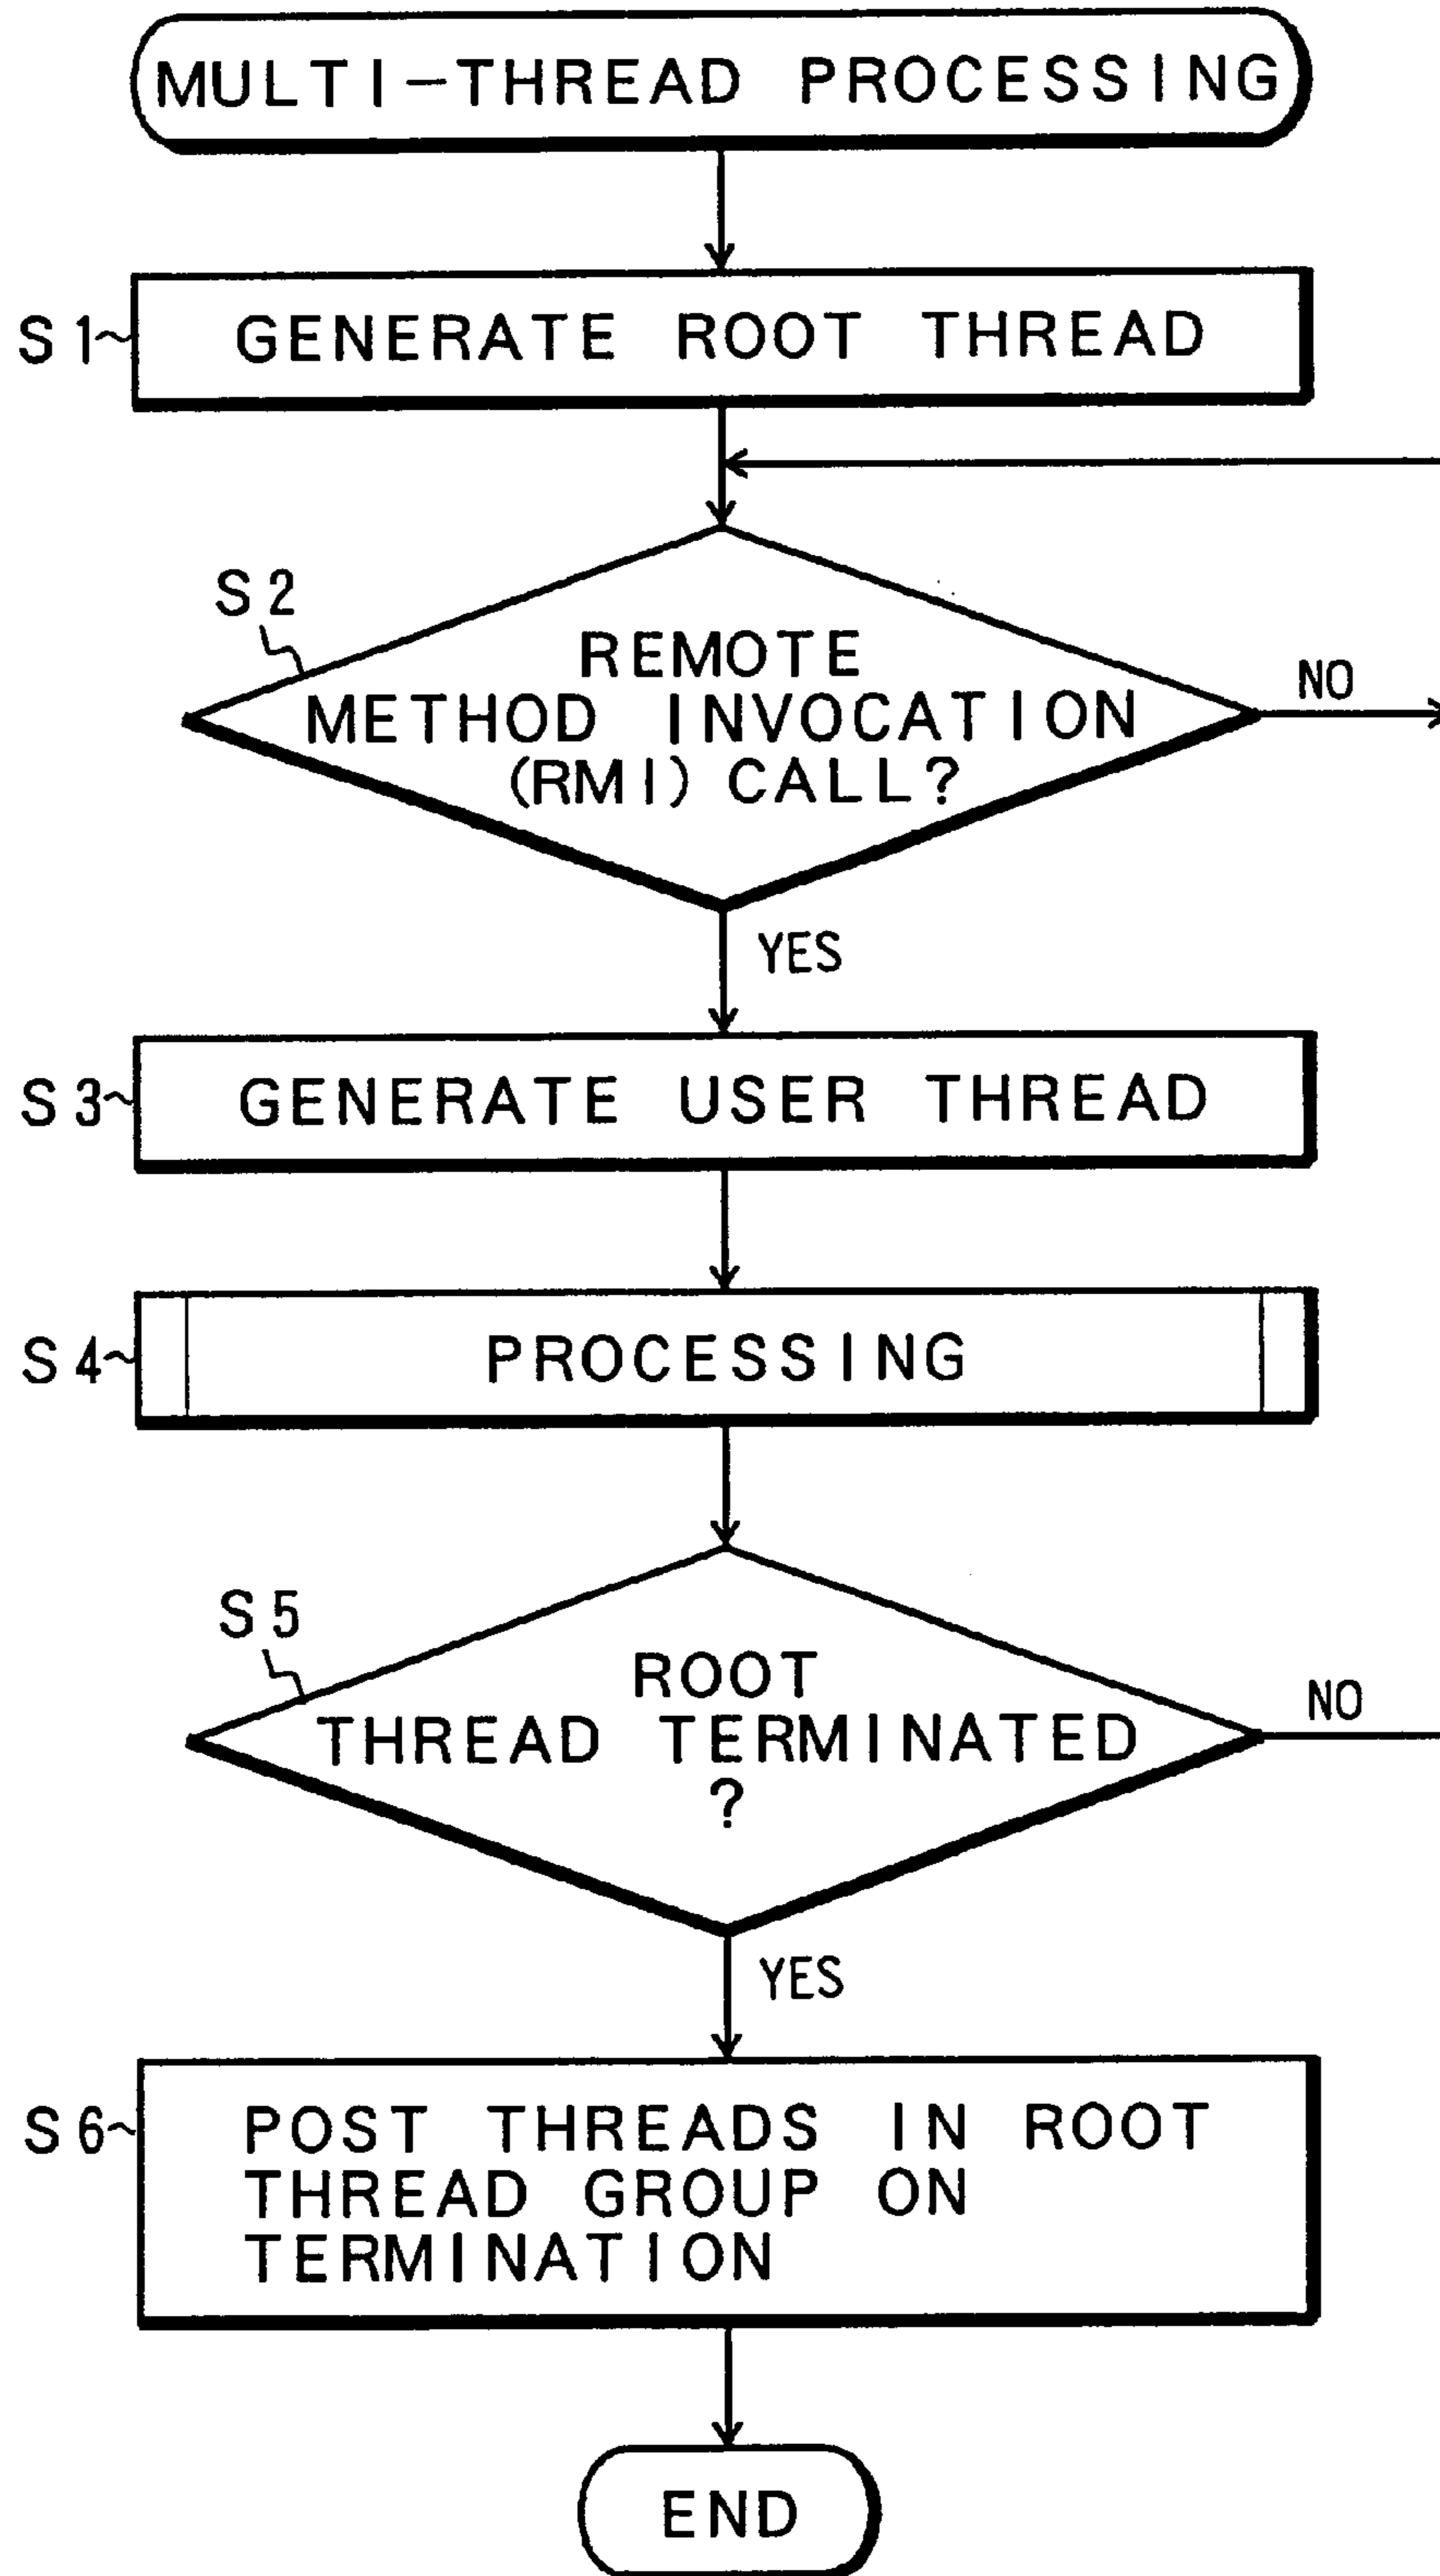 MULTI-THREAD PROCESSING
S1
GENERATE ROOT THREAD
S2
REMOTE
METHOD INVOCATION
(RMI) CALL?
NO
YES
S3
GENERATE USER THREAD
S4
PROCESSING
S5
ROOT
THREAD TERMINATED
?
NO
YES
S6
POST THREADS IN ROOT
THREAD GROUP ON
TERMINATION
END